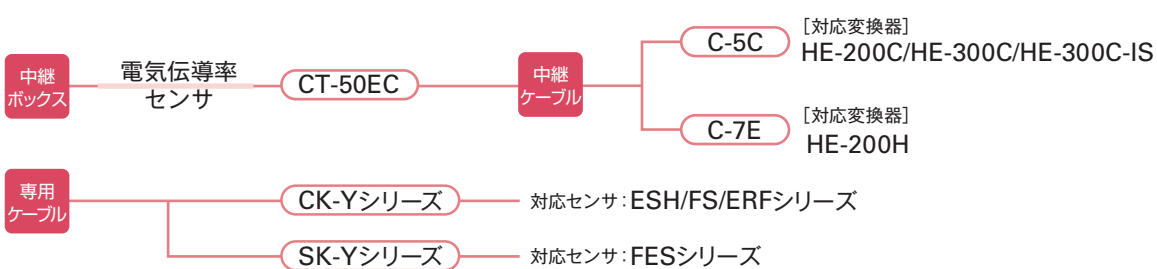 中継
ボックス
電気伝導率
センサ
CT-50EC
中継
ケーブル
C-5C
[対応変換器]
HE-200C/HE-300C/HE-300C-IS
C-7E
[対応変換器]
HE-200H
専用
ケーブル
CK-Yシリーズ
対応センサ:ESH/FS/ERFシリーズ
SK-Yシリーズ
対応センサ:FESシリーズ